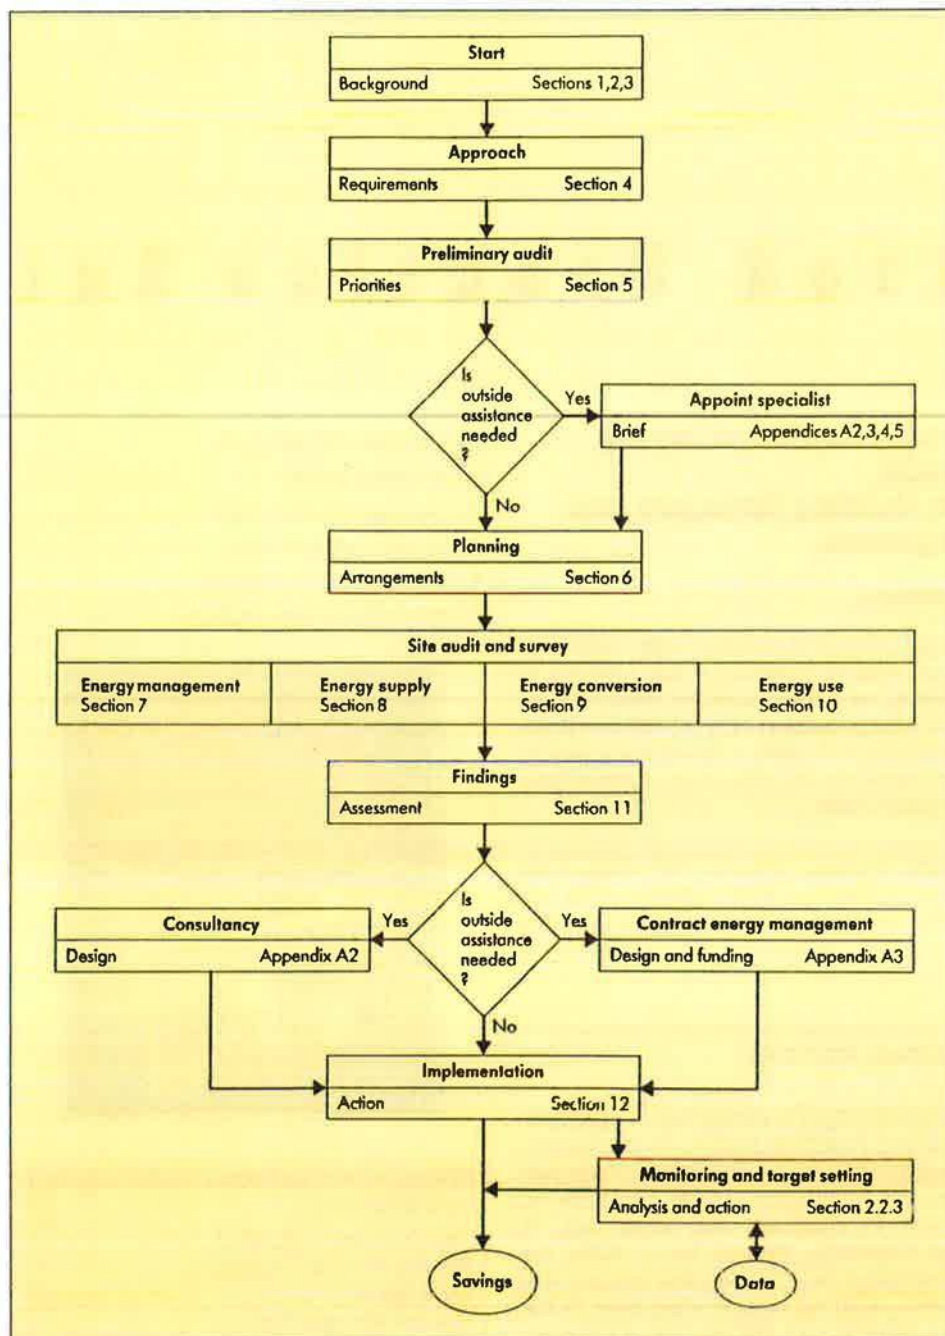 Start
Background Sections 1,2,3
Approach
Requirements Section 4
Preliminary audit
Priorities Section 5
Is
outside
assistance
needed
?
Yes
Appoint specialist
Brief Appendices A2,3,4,5
No
Planning
Arrangements Section 6
Site audit and survey
Energy management
Section 7
Energy supply
Section 8
Energy conversion
Section 9
Energy use
Section 10
Findings
Assessment Section 11
Is
outside
assistance
needed
?
Yes
Consultancy
Design Appendix A2
Yes
Contract energy management
Design and funding Appendix A3
No
Implementation
Action Section 12
Monitoring and target setting
Analysis and action Section 2.2.3
Savings
Data